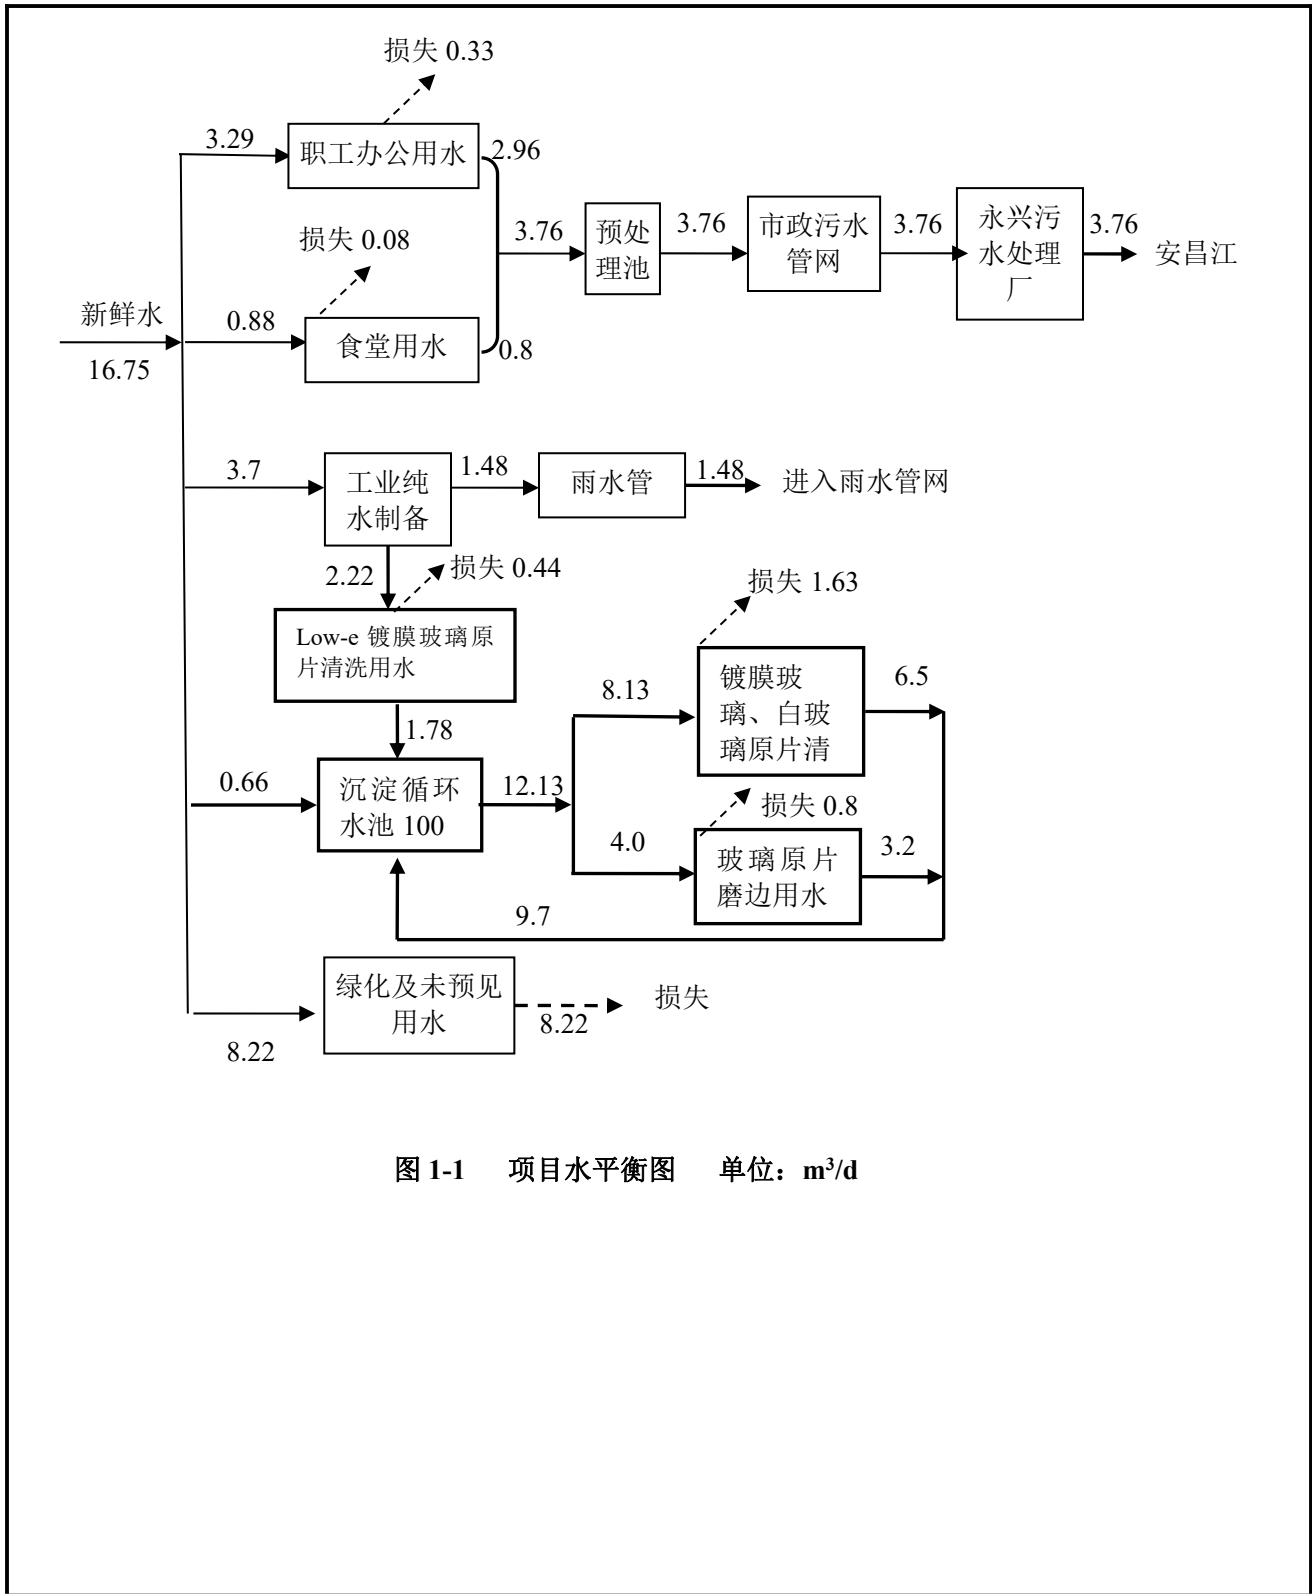 损失 0.33
3.29
职工办公用水
2.96
损失 0.08
3.76
预处
理池
3.76
市政污水
管网
3.76
永兴污
水处理
厂
3.76
安昌江
新鲜水
16.75
0.88
食堂用水
0.8
3.7
工业纯
水制备
1.48
雨水管
1.48
进入雨水管网
2.22
损失 0.44
Low-e 镀膜玻璃原
片清洗用水
1.78
损失 1.63
8.13
镀膜玻
璃、白玻
璃原片清
6.5
0.66
沉淀循环
水池 100
12.13
损失 0.8
4.0
玻璃原片
磨边用水
3.2
9.7
绿化及未预见
用水
8.22
损失
8.22
图 1-1 项目水平衡图 单位：m³/d